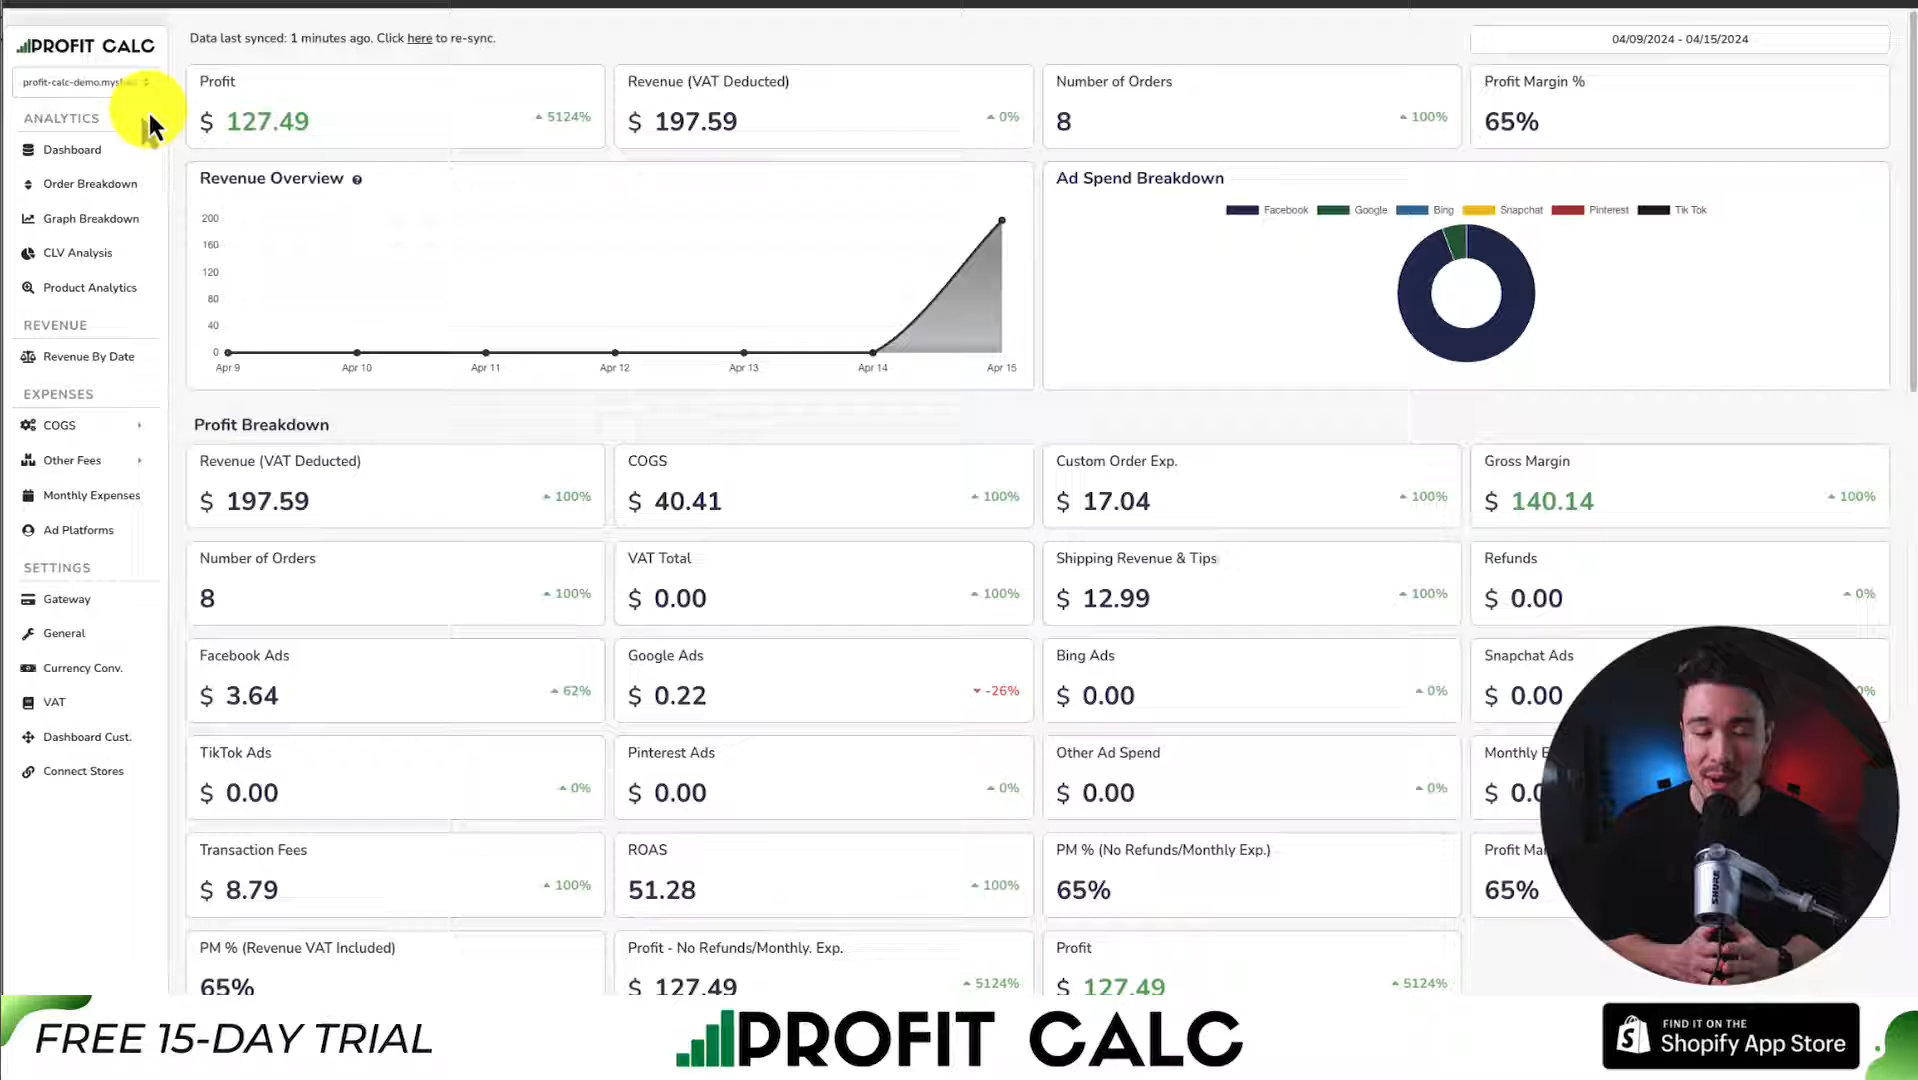 PROFIT CALC
Data last synced: 1 minutes ago. Click here to re-sync.
04/09/2024 - 04/15/2024
Profit
$ 127.49
5124%
Revenue (VAT Deducted)
$ 197.59
0%
Number of Orders
8
100%
Profit Margin %
65%
ANALYTICS
Dashboard
Order Breakdown
Graph Breakdown
CLV Analysis
Product Analytics
REVENUE
Revenue By Date
EXPENSES
COGS
Other Fees
Monthly Expenses
Ad Platforms
SETTINGS
Gateway
General
Currency Conv.
VAT
Dashboard Cust.
Connect Stores
Revenue Overview
200
160
120
80
40
0
Apr 9 Apr 10 Apr 11 Apr 12 Apr 13 Apr 14 Apr 15
Ad Spend Breakdown
Facebook Google Bing Snapchat Pinterest Tik Tok
Profit Breakdown
Revenue (VAT Deducted)
$ 197.59
100%
COGS
$ 40.41
100%
Custom Order Exp.
$ 17.04
100%
Gross Margin
$ 140.14
100%
Number of Orders
8
100%
VAT Total
$ 0.00
100%
Shipping Revenue & Tips
$ 12.99
100%
Refunds
$ 0.00
0%
Facebook Ads
$ 3.64
62%
Google Ads
$ 0.22
-26%
Bing Ads
$ 0.00
0%
Snapchat Ads
$ 0.00
0%
TikTok Ads
$ 0.00
0%
Pinterest Ads
$ 0.00
0%
Other Ad Spend
$ 0.00
0%
Monthly
$ 0.0
Transaction Fees
$ 8.79
100%
ROAS
51.28
100%
PM % (No Refunds/Monthly Exp.)
65%
Profit
65%
PM % (Revenue VAT Included)
65%
Profit - No Refunds/Monthly. Exp.
$ 127.49
5124%
Profit
$ 127.49
5124%
SHURE
FREE 15-DAY TRIAL
PROFIT CALC
FIND IT ON THE
Shopify App Store